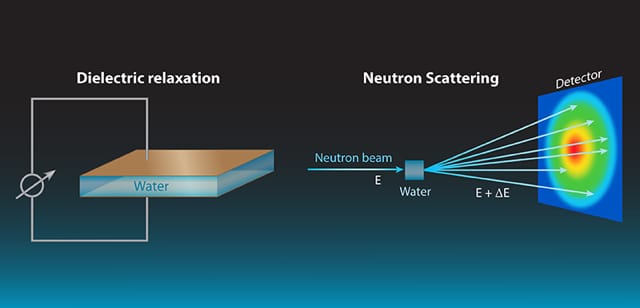 Dielectric relaxation
Water
Neutron Scattering
Detector
Neutron beam
E
Water
E + ΔE